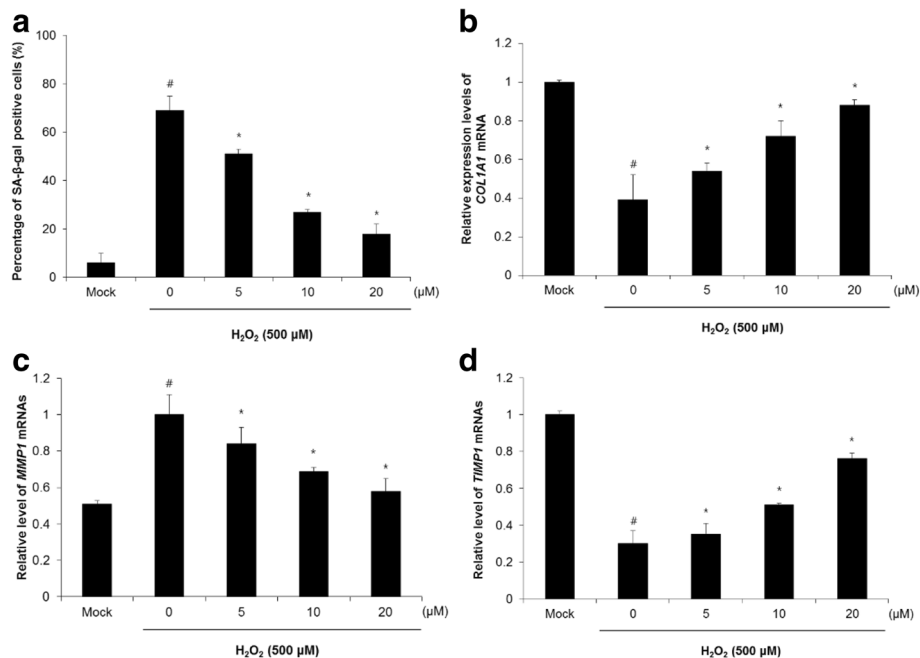 a
Percentage of SA-β-gal positive cells (%)
100
80
60
40
20
0
#
*
*
*
Mock
0
5
10
20
(μM)
H₂O₂ (500 μM)
b
Relative expression levels of
COL1A1 mRNA
1.2
1
0.8
0.6
0.4
0.2
0
#
*
*
*
Mock
0
5
10
20
(μM)
H₂O₂ (500 μM)
c
Relative level of MMP1 mRNAs
1.2
1
0.8
0.6
0.4
0.2
0
#
*
*
*
Mock
0
5
10
20
(μM)
H₂O₂ (500 μM)
d
Relative level of TIMP1 mRNAs
1.2
1
0.8
0.6
0.4
0.2
0
#
*
*
*
Mock
0
5
10
20
(μM)
H₂O₂ (500 μM)